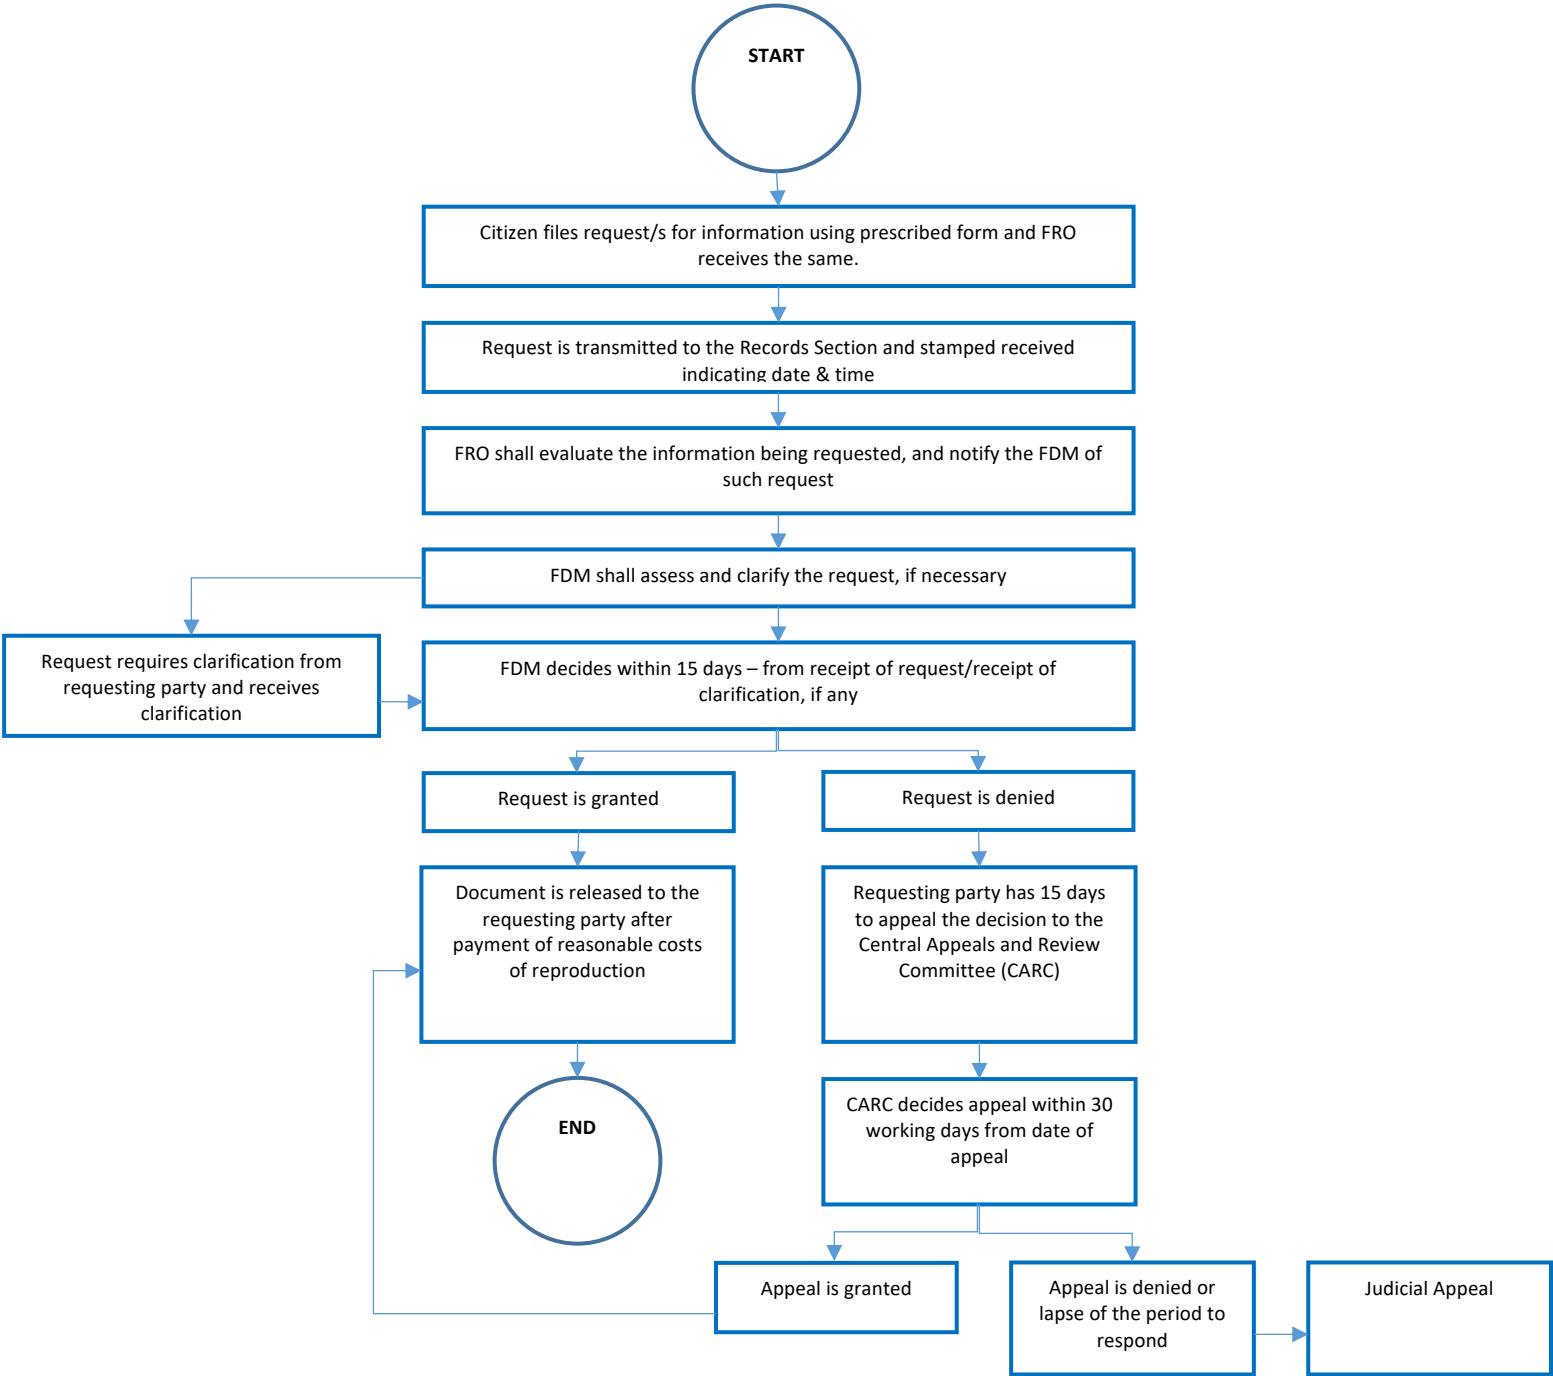 START
Citizen files request/s for information using prescribed form and FRO
receives the same.
Request is transmitted to the Records Section and stamped received
indicating date & time
FRO shall evaluate the information being requested, and notify the FDM of
such request
FDM shall assess and clarify the request, if necessary
Request requires clarification from
requesting party and receives
clarification
FDM decides within 15 days – from receipt of request/receipt of
clarification, if any
Request is granted
Request is denied
Document is released to the
requesting party after
payment of reasonable costs
of reproduction
Requesting party has 15 days
to appeal the decision to the
Central Appeals and Review
Committee (CARC)
END
CARC decides appeal within 30
working days from date of
appeal
Appeal is granted
Appeal is denied or
lapse of the period to
respond
Judicial Appeal